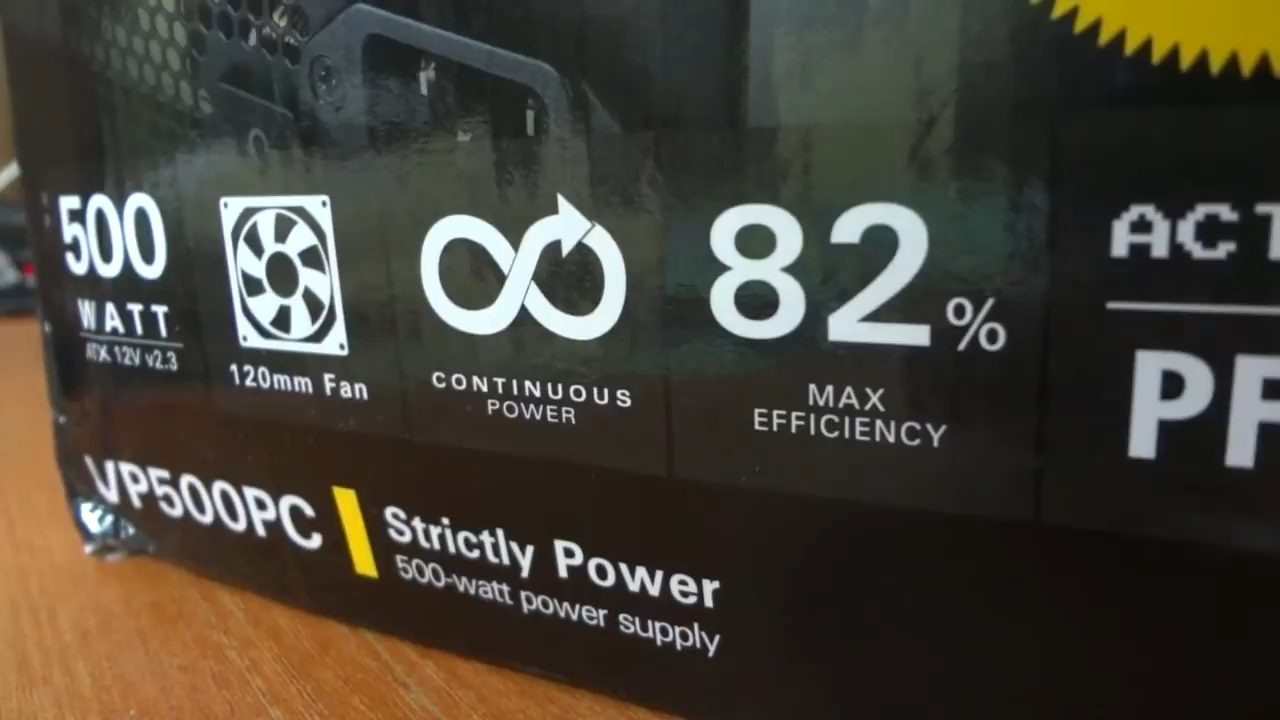 500
WATT
ATX 12V v2.3
120mm Fan
CONTINUOUS
POWER
82%
MAX
EFFICIENCY
ACT
PF
VP500PC
Strictly Power
500-watt power supply